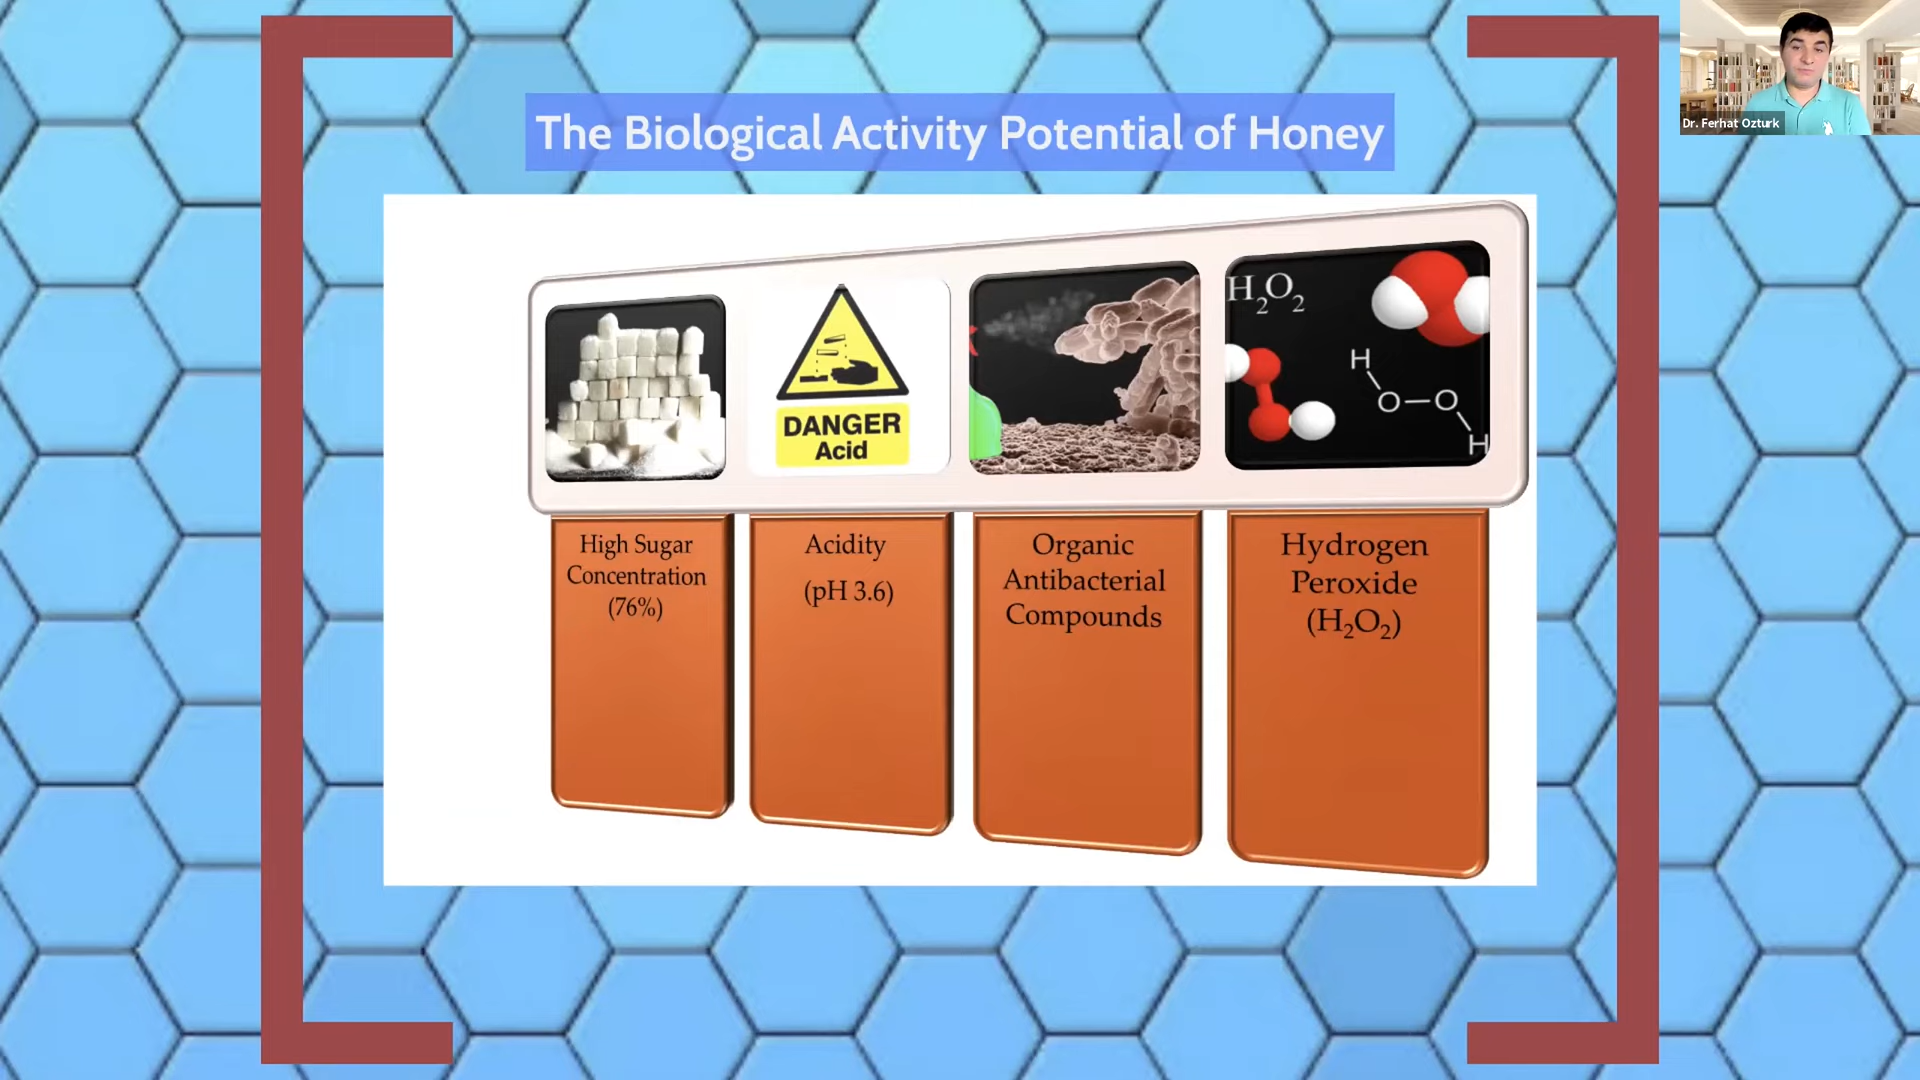 The Biological Activity Potential of Honey
Dr. Ferhat Ozturk
DANGER
Acid
H₂O₂
H
O—O
H
High Sugar
Concentration
(76%)
Acidity
(pH 3.6)
Organic
Antibacterial
Compounds
Hydrogen
Peroxide
(H₂O₂)